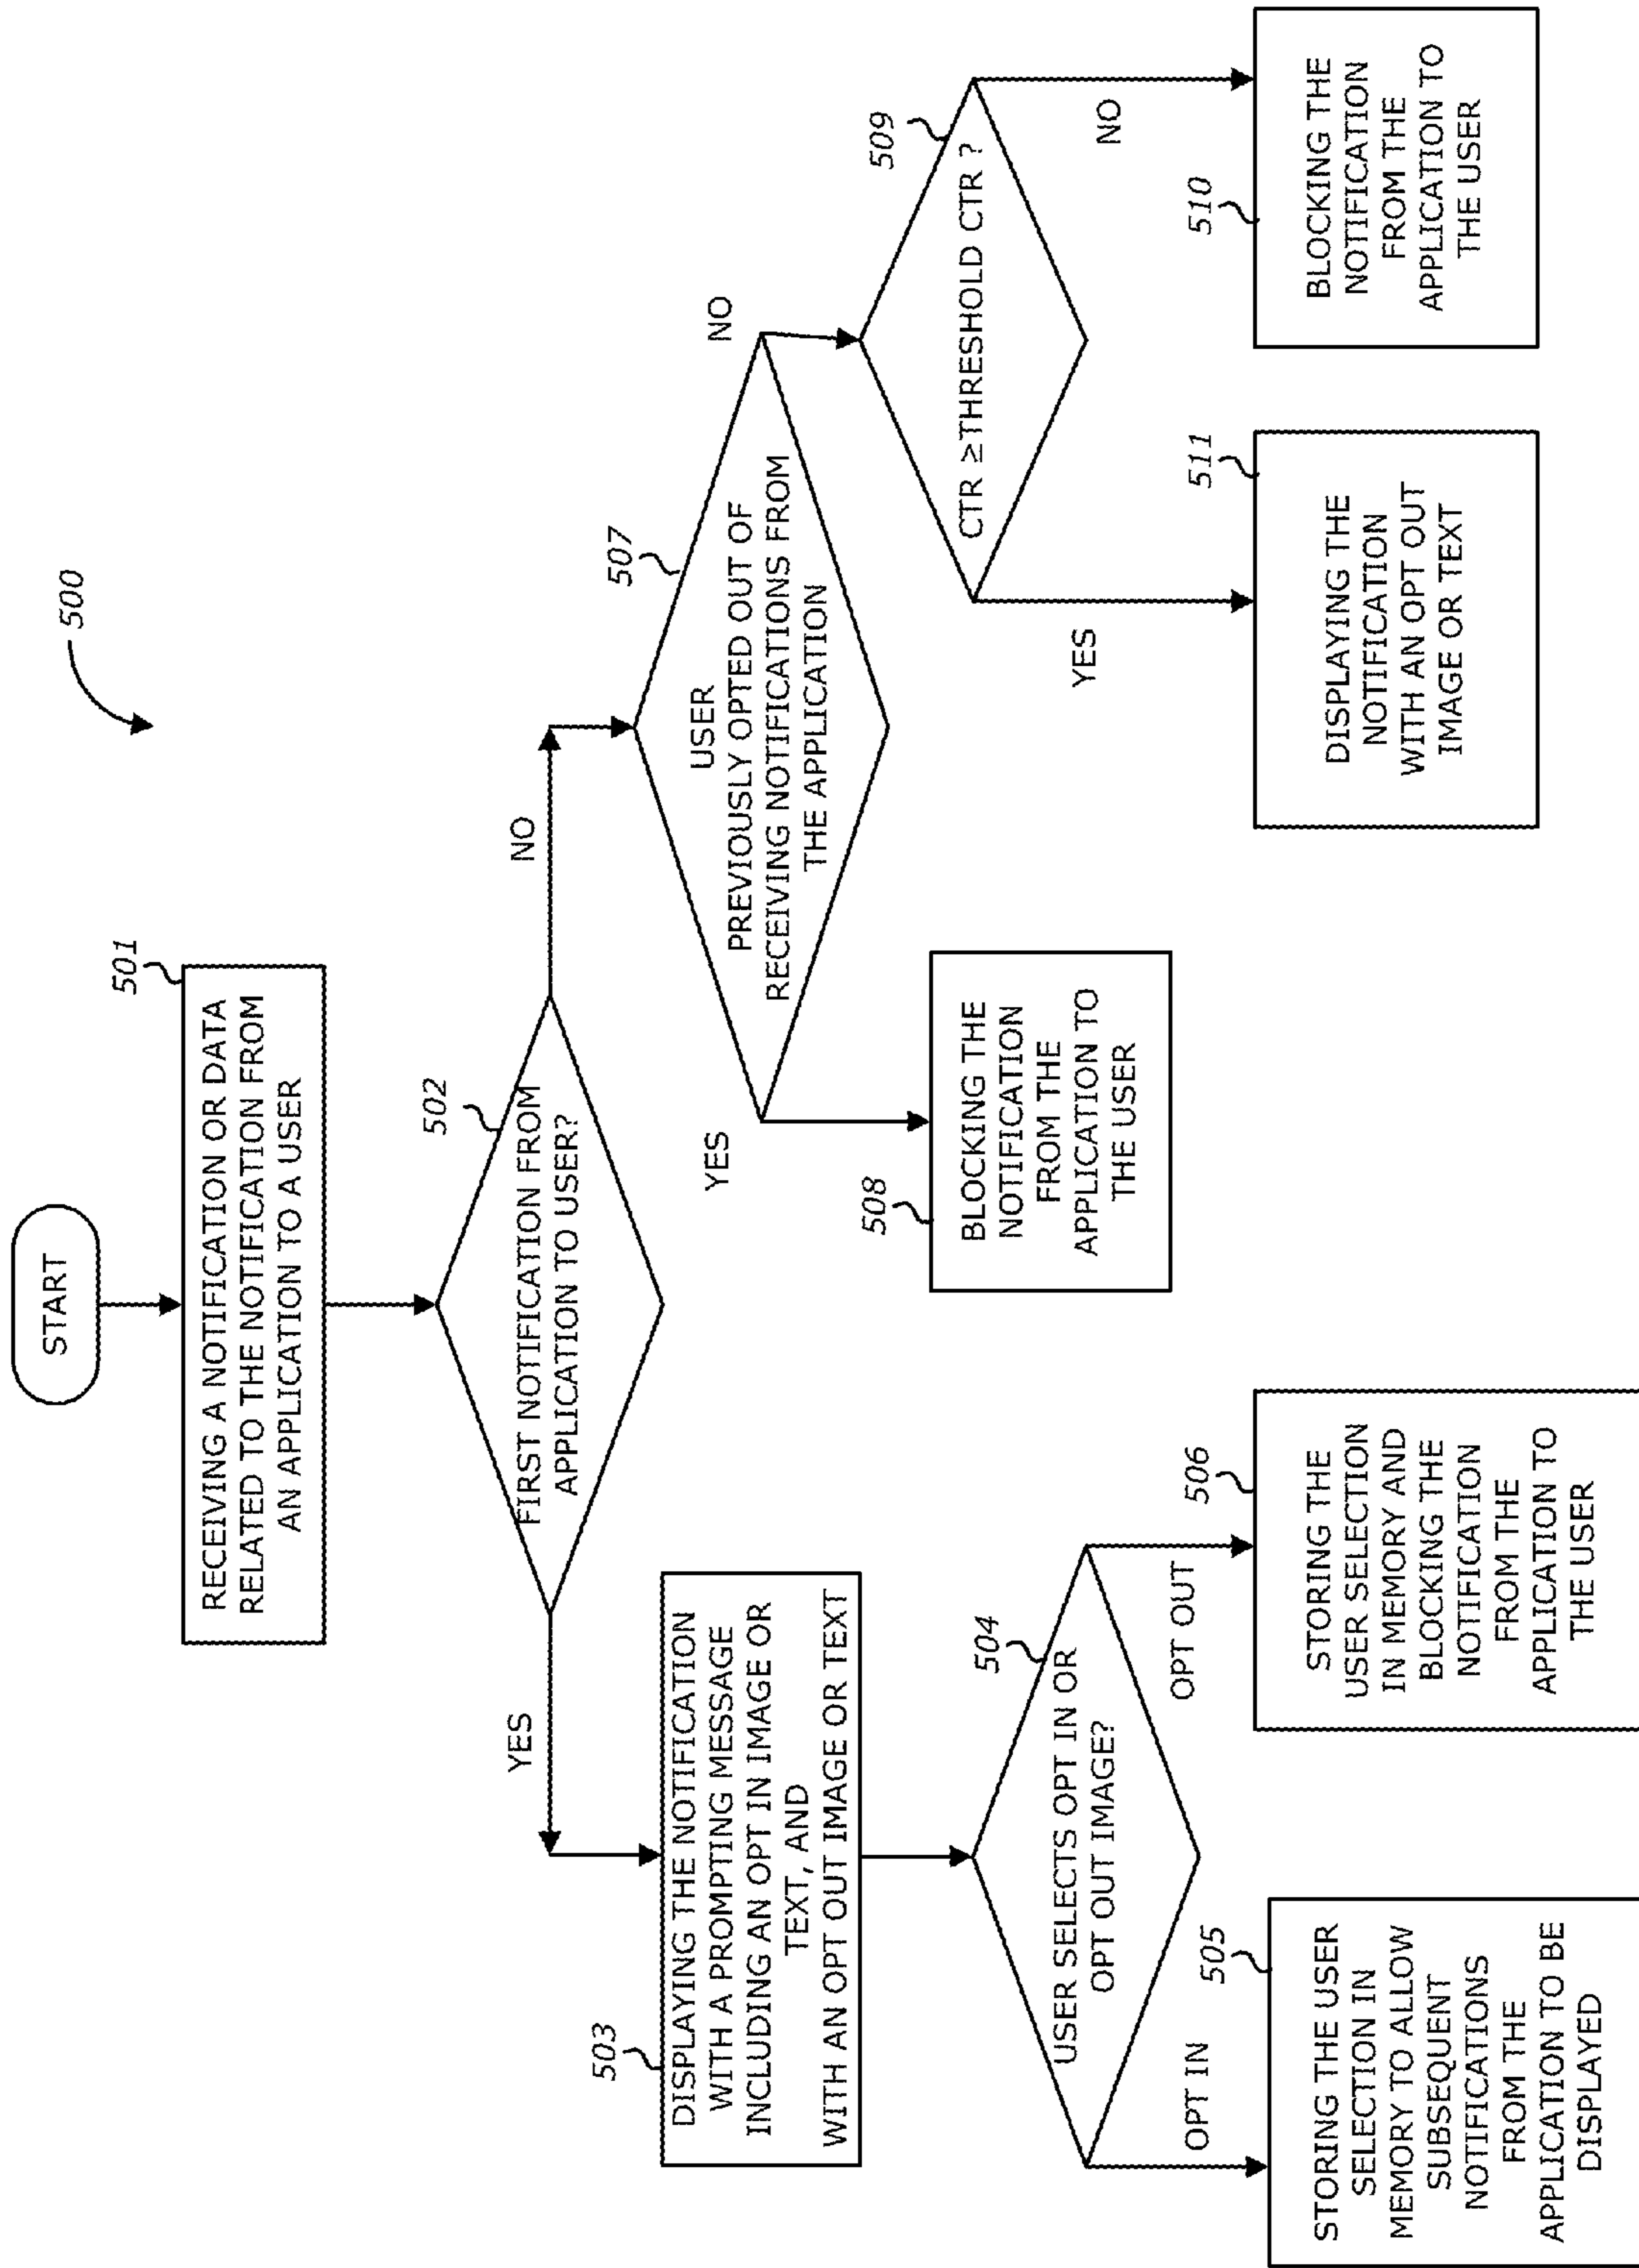 500
START
501
RECEIVING A NOTIFICATION OR DATA
RELATED TO THE NOTIFICATION FROM
AN APPLICATION TO A USER
502
FIRST NOTIFICATION FROM
APPLICATION TO USER?
YES
NO
503
DISPLAYING THE NOTIFICATION
WITH A PROMPTING MESSAGE
INCLUDING AN OPT IN IMAGE OR
TEXT, AND
WITH AN OPT OUT IMAGE OR TEXT
504
USER SELECTS OPT IN OR
OPT OUT IMAGE?
OPT IN
OPT OUT
505
STORING THE USER
SELECTION IN
MEMORY TO ALLOW
SUBSEQUENT
NOTIFICATIONS
FROM THE
APPLICATION TO BE
DISPLAYED
506
STORING THE
USER SELECTION
IN MEMORY AND
BLOCKING THE
NOTIFICATION
FROM THE
APPLICATION TO
THE USER
507
USER
PREVIOUSLY OPTED OUT OF
RECEIVING NOTIFICATIONS FROM
THE APPLICATION
YES
NO
508
BLOCKING THE
NOTIFICATION
FROM THE
APPLICATION TO
THE USER
509
CTR ≥THRESHOLD CTR ?
YES
NO
511
DISPLAYING THE
NOTIFICATION
WITH AN OPT OUT
IMAGE OR TEXT
510
BLOCKING THE
NOTIFICATION
FROM THE
APPLICATION TO
THE USER